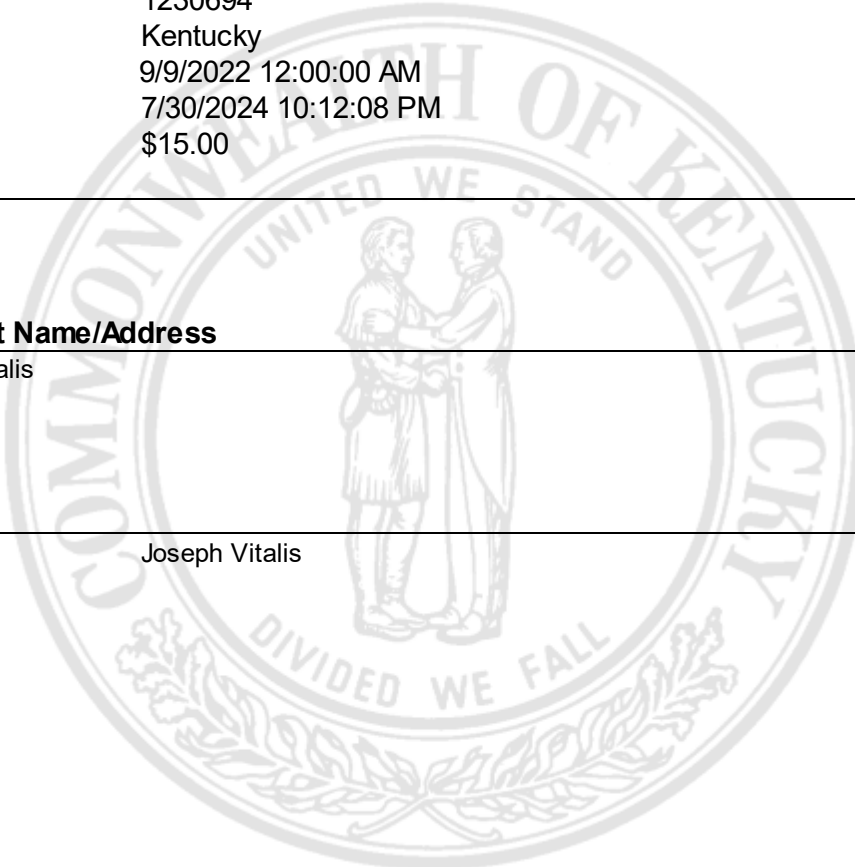 1230694
Kentucky
9/9/2022 12:00:00 AM
7/30/2024 10:12:08 PM
$15.00
COMMONWEALTH OF KENTUCKY
UNITED WE STAND
t Name/Address
alis
Joseph Vitalis
DIVIDED WE FALL